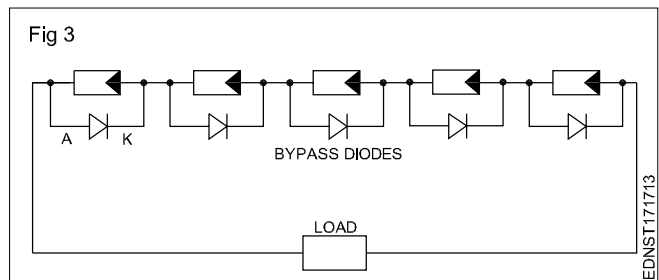 Fig 3
A K
BYPASS DIODES
LOAD
EDNST171713